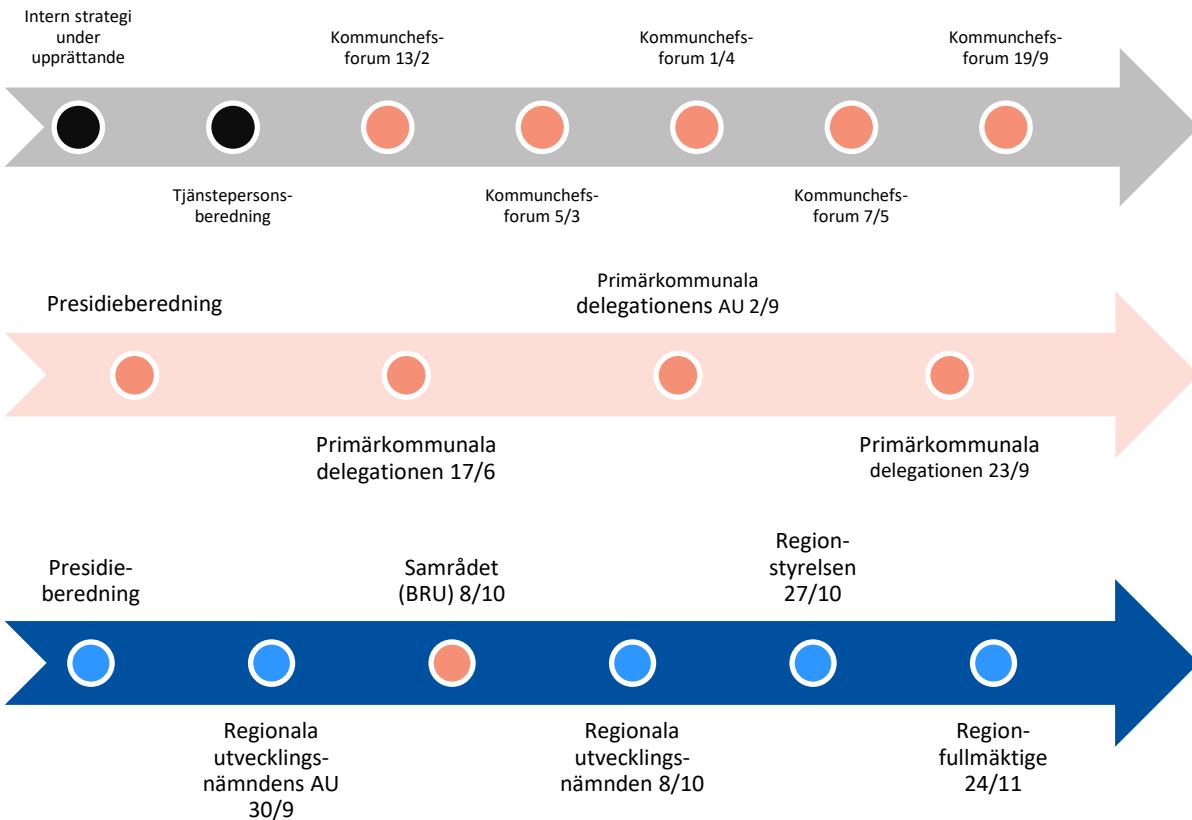 Intern strategi
under
upprättande
Kommunchefs-
forum 13/2
Kommunchefs-
forum 1/4
Kommunchefs-
forum 19/9
Tjänstepersons-
beredning
Kommunchefs-
forum 5/3
Kommunchefs-
forum 7/5
Presidieberedning
Primärkommunala
delegationens AU 2/9
Primärkommunala
delegationen 17/6
Primärkommunala
delegationen 23/9
Presidie-
beredning
Samrådet
(BRU) 8/10
Region-
styrelsen
27/10
Regionala
utvecklings-
nämndens AU
30/9
Regionala
utvecklings-
nämnden 8/10
Region-
fullmäktige
24/11